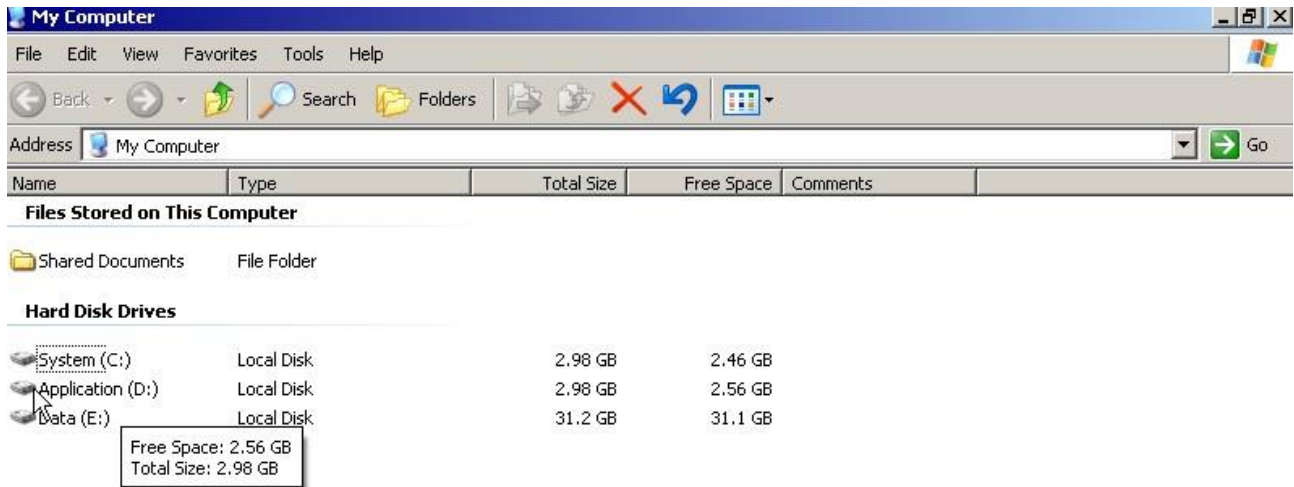 My Computer
File Edit View Favorites Tools Help
Back Search Folders
Address My Computer Go
Name Type Total Size Free Space Comments
Files Stored on This Computer
Shared Documents File Folder
Hard Disk Drives
System (C:) Local Disk 2.98 GB 2.46 GB
Application (D:) Local Disk 2.98 GB 2.56 GB
Data (E:) Local Disk 31.2 GB 31.1 GB
Free Space: 2.56 GB
Total Size: 2.98 GB